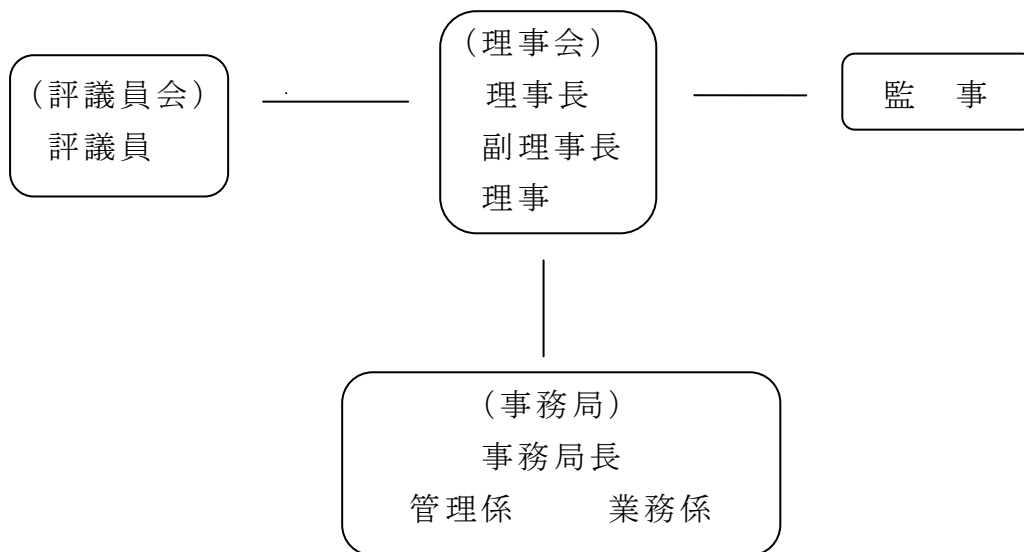 (評議員会)
評議員
(理事会)
理事長
副理事長
理事
監　事
(事務局)
事務局長
管理係　　業務係